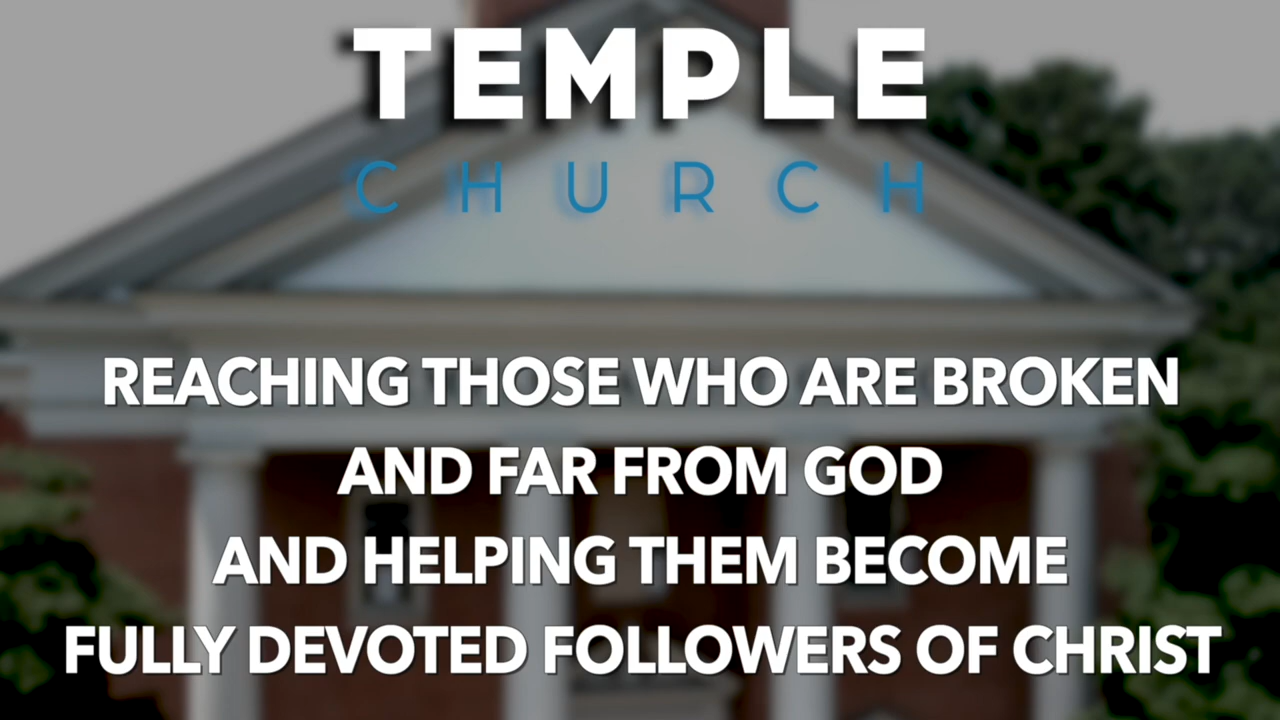 TEMPLE
CHURCH
REACHING THOSE WHO ARE BROKEN
AND FAR FROM GOD
AND HELPING THEM BECOME
FULLY DEVOTED FOLLOWERS OF CHRIST